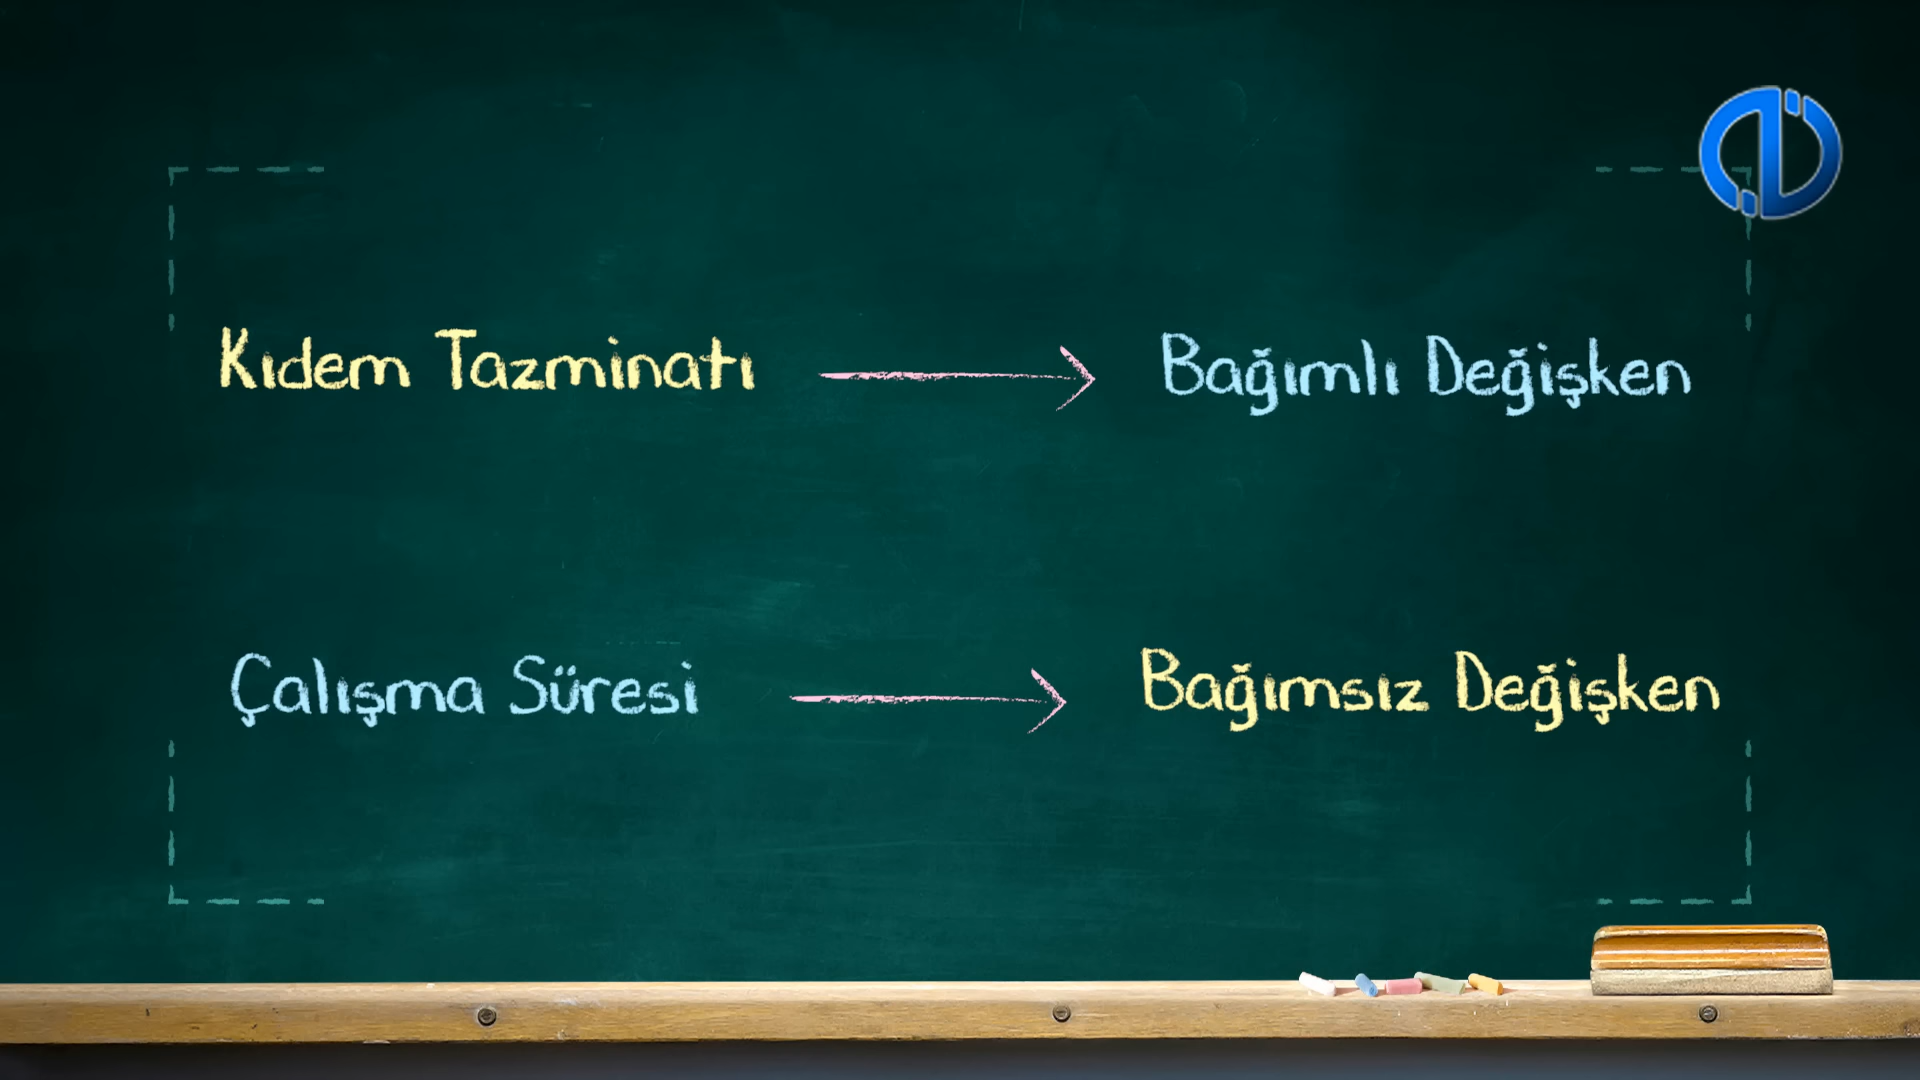 Kıdem Tazminatı → Bağımlı Değişken
Çalışma Süresi → Bağımsız Değişken